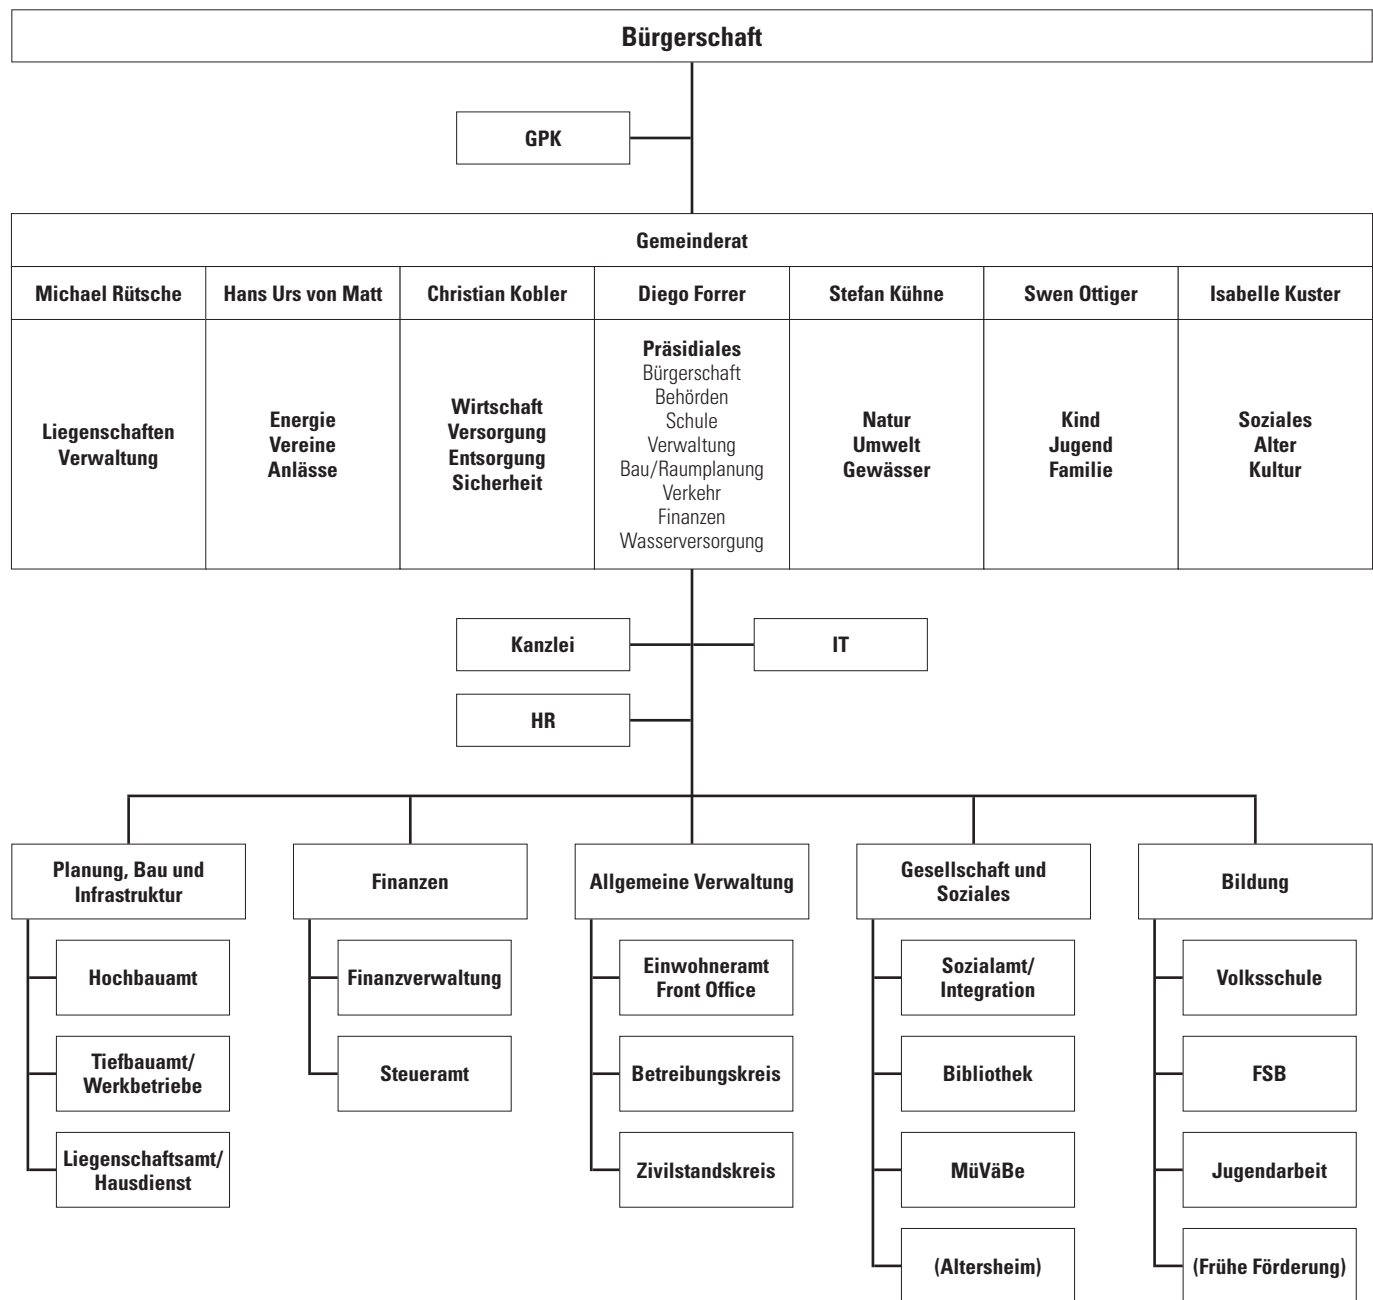 Bürgerschaft
GPK
Gemeinderat
Michael Rütsche
Hans Urs von Matt
Christian Kobler
Diego Forrer
Stefan Kühne
Swen Ottiger
Isabelle Kuster
Liegenschaften
Verwaltung
Energie
Vereine
Anlässe
Wirtschaft
Versorgung
Entsorgung
Sicherheit
Präsidiales
Bürgerschaft
Behörden
Schule
Verwaltung
Bau/Raumplanung
Verkehr
Finanzen
Wasserversorgung
Natur
Umwelt
Gewässer
Kind
Jugend
Familie
Soziales
Alter
Kultur
Kanzlei
IT
HR
Planung, Bau und
Infrastruktur
Hochbauamt
Tiefbauamt/
Werkbetriebe
Liegenschaftsamt/
Hausdienst
Finanzen
Finanzverwaltung
Steueramt
Allgemeine Verwaltung
Einwohneramt
Front Office
Betreibungskreis
Zivilstandskreis
Gesellschaft und
Soziales
Sozialamt/
Integration
Bibliothek
MüVäBe
(Altersheim)
Bildung
Volksschule
FSB
Jugendarbeit
(Frühe Förderung)